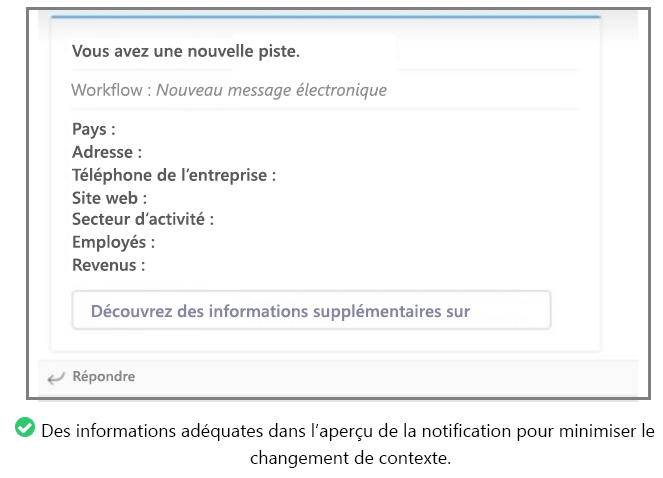 Vous avez une nouvelle piste.
Workflow : Nouveau message électronique
Pays :
Adresse :
Téléphone de l’entreprise :
Site web :
Secteur d’activité :
Employés :
Revenus :
Découvrez des informations supplémentaires sur
Répondre
Des informations adéquates dans l’aperçu de la notification pour minimiser le
changement de contexte.